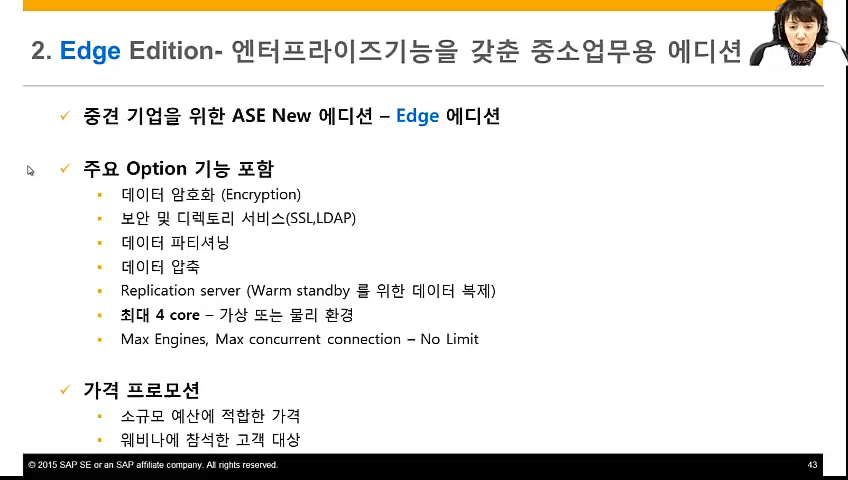 2. Edge Edition- 엔터프라이즈기능을 갖춘 중소업무용 에디션
중견 기업을 위한 ASE New 에디션 – Edge 에디션
주요 Option 기능 포함
데이터 암호화 (Encryption)
보안 및 디렉토리 서비스(SSL,LDAP)
데이터 파티셔닝
데이터 압축
Replication server (Warm standby 를 위한 데이터 복제)
최대 4 core – 가상 또는 물리 환경
Max Engines, Max concurrent connection – No Limit
가격 프로모션
소규모 예산에 적합한 가격
웨비나에 참석한 고객 대상
© 2015 SAP SE or an SAP affiliate company. All rights reserved.
43